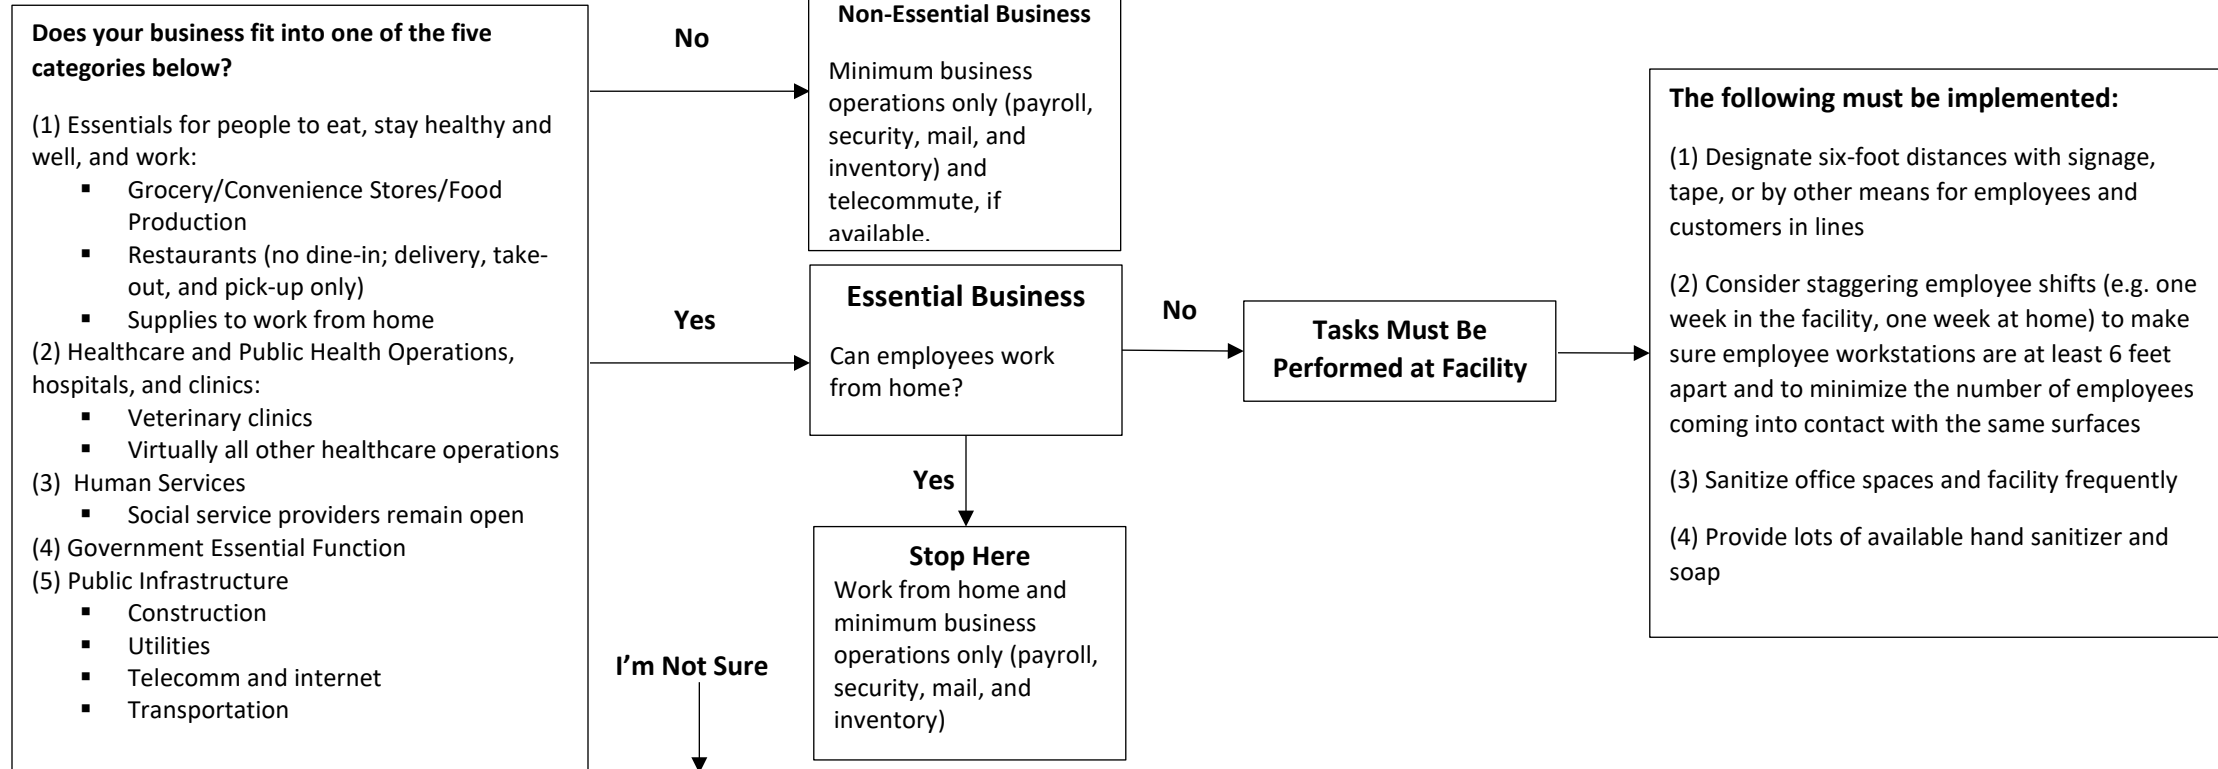 Does your business fit into one of the five
categories below?
(1) Essentials for people to eat, stay healthy and
well, and work:
▪ Grocery/Convenience Stores/Food
Production
▪ Restaurants (no dine-in; delivery, take-
out, and pick-up only)
▪ Supplies to work from home
(2) Healthcare and Public Health Operations,
hospitals, and clinics:
▪ Veterinary clinics
▪ Virtually all other healthcare operations
(3) Human Services
▪ Social service providers remain open
(4) Government Essential Function
(5) Public Infrastructure
▪ Construction
▪ Utilities
▪ Telecomm and internet
▪ Transportation
No
Non-Essential Business
Minimum business
operations only (payroll,
security, mail, and
inventory) and
telecommute, if
available.
Yes
Essential Business
Can employees work
from home?
No
Tasks Must Be
Performed at Facility
Yes
Stop Here
Work from home and
minimum business
operations only (payroll,
security, mail, and
inventory)
I'm Not Sure
The following must be implemented:
(1) Designate six-foot distances with signage,
tape, or by other means for employees and
customers in lines
(2) Consider staggering employee shifts (e.g. one
week in the facility, one week at home) to make
sure employee workstations are at least 6 feet
apart and to minimize the number of employees
coming into contact with the same surfaces
(3) Sanitize office spaces and facility frequently
(4) Provide lots of available hand sanitizer and
soap